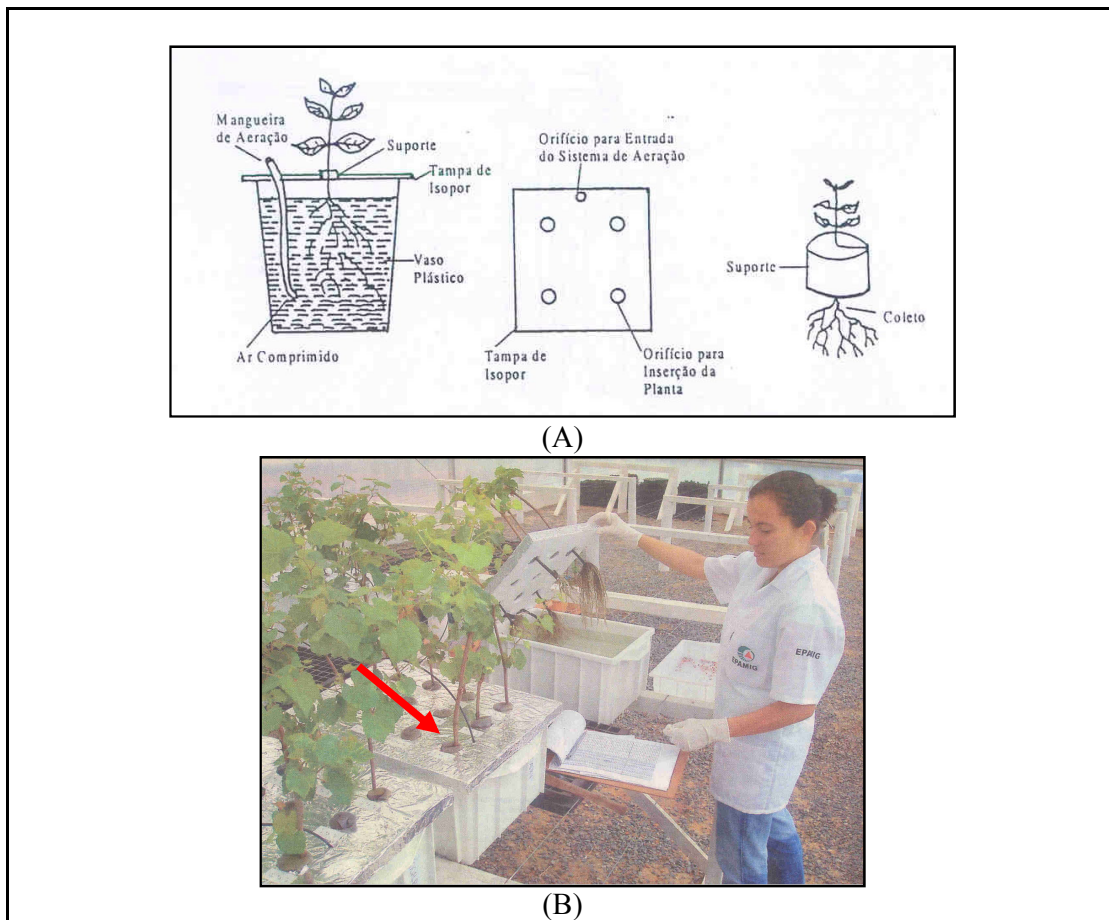 Mangueira
de Aeração
Suporte
Tampa de
Isopor
Vaso
Plástico
Ar Comprimido
Orifício para Entrada
do Sistema de Aeração
Tampa de
Isopor
Orifício para
Inserção da
Planta
Suporte
Coleto
(A)
EPAMIG
EPAMIG
(B)